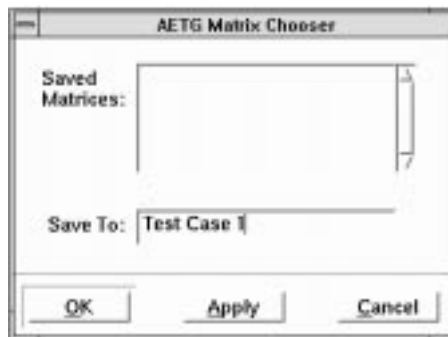 AETG Matrix Chooser
Saved
Matrices:
Save To: Test Case 1
OK Apply Cancel